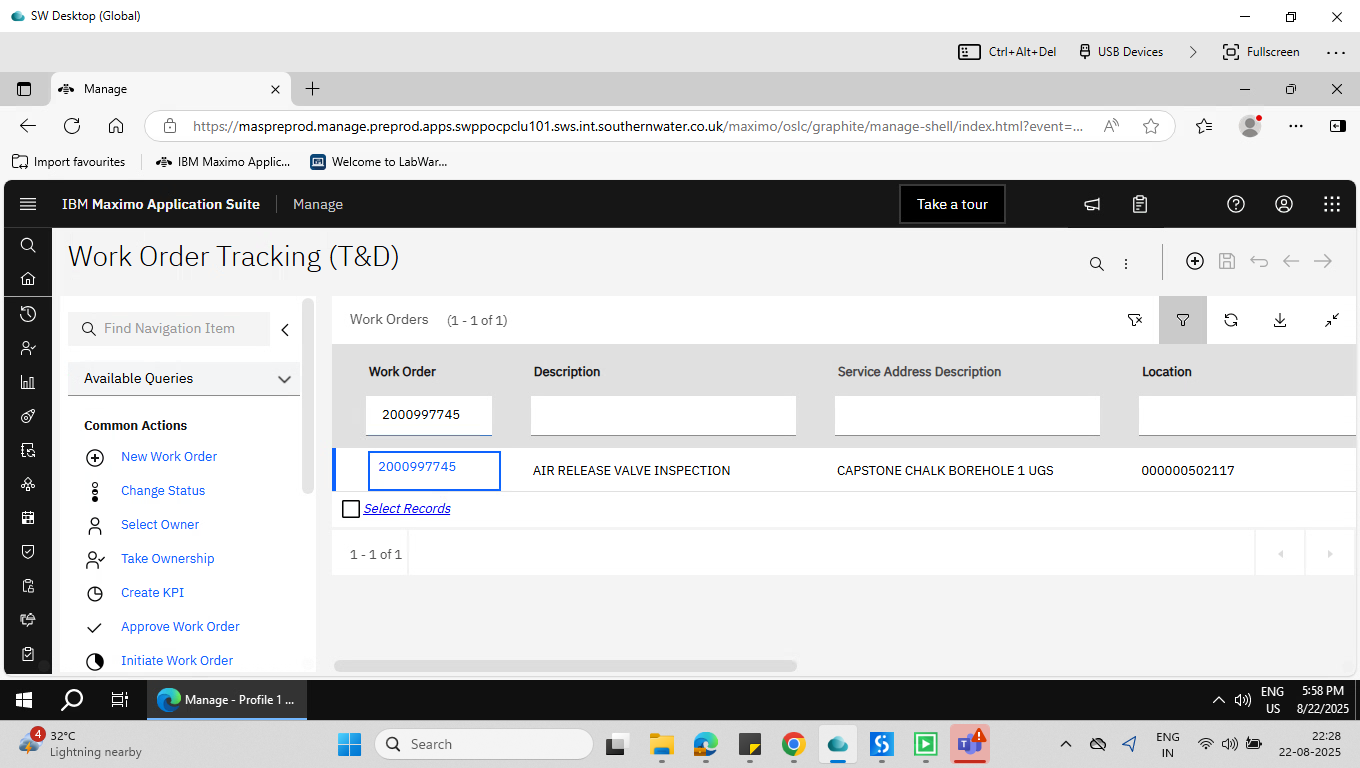 SW Desktop (Global)
Ctrl+Alt+Del
USB Devices
Fullscreen
Manage
https://maspreprod.manage.preprod.apps.swppocpclu101.sws.int.southernwater.co.uk/maximo/oslc/graphite/manage-shell/index.html?event=...
Import favourites
IBM Maximo Applic...
Welcome to LabWar...
IBM Maximo Application Suite
Manage
Take a tour
Work Order Tracking (T&D)
Find Navigation Item
Available Queries
Common Actions
New Work Order
Change Status
Select Owner
Take Ownership
Create KPI
Approve Work Order
Initiate Work Order
Work Orders (1 - 1 of 1)
Work Order Description Service Address Description Location
2000997745
2000997745 AIR RELEASE VALVE INSPECTION CAPSTONE CHALK BOREHOLE 1 UGS 000000502117
Select Records
1 - 1 of 1
Manage - Profile 1 ...
ENG
US
5:58 PM
8/22/2025
4
32°C
Lightning nearby
Search
ENG
IN
22:28
22-08-2025